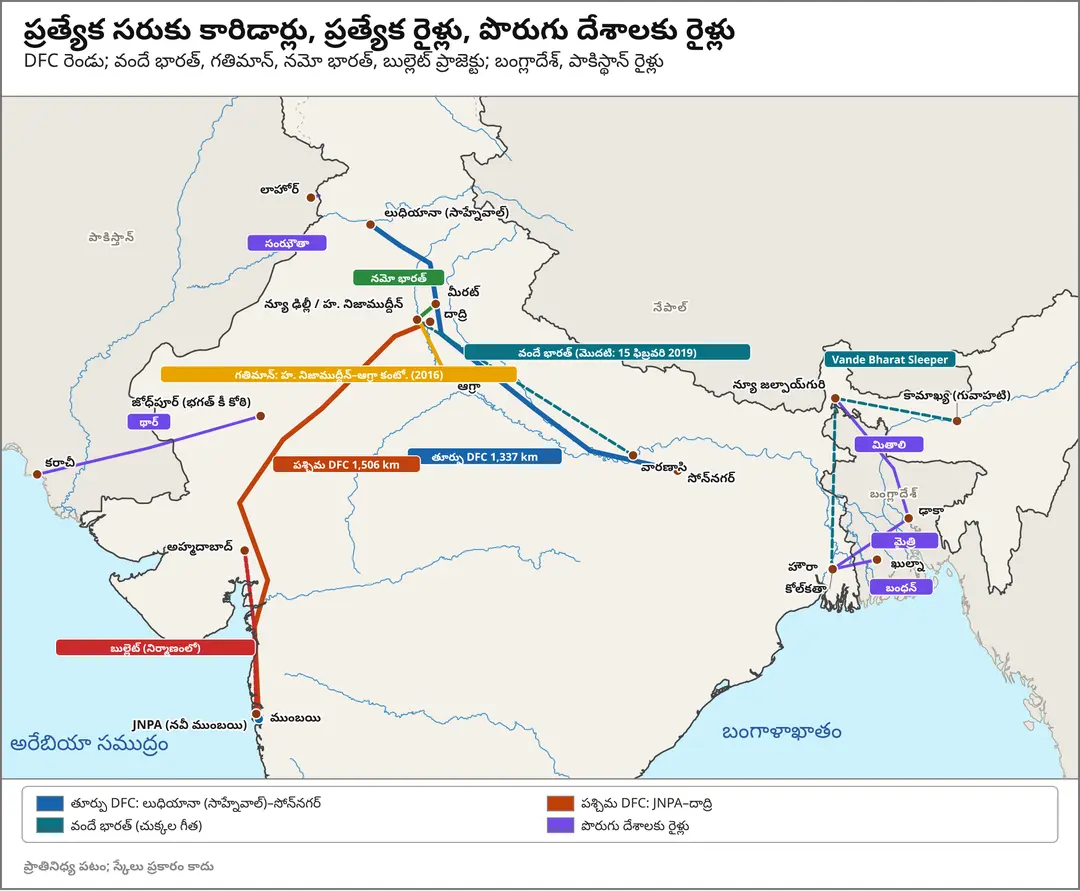 ప్రత్యేక సరుకు కారిడార్లు, ప్రత్యేక రైళ్లు, పొరుగు దేశాలకు రైళ్లు
DFC రెండు; వందే భారత్, గతిమాన్, నమో భారత్, బుల్లెట్ ప్రాజెక్టు; బంగ్లాదేశ్, పాకిస్థాన్ రైళ్లు
లాహోర్
లుధియానా (సాహ్నేవాల్)
పాకిస్తాన్
సంఝౌతా
నమో భారత్
మీరట్
న్యూ ఢిల్లీ / హ. నిజాముద్దీన్
దాద్రి
నేపాల్
వందే భారత్ (మొదటి: 15 ఫిబ్రవరి 2019)
Vande Bharat Sleeper
గతిమాన్: హ. నిజాముద్దీన్–ఆగ్రా కంటో. (2016)
ఆగ్రా
న్యూ జల్పాయ్‌గురి
కామాఖ్య (గువాహటి)
జోధ్‌పూర్ (భగత్ కీ కోఠి)
థార్
మితాలి
కరాచీ
పశ్చిమ DFC 1,506 km
తూర్పు DFC 1,337 km
వారణాసి
సోన్‌నగర్
బంగ్లాదేశ్
ఢాకా
అహ్మదాబాద్
మైత్రి
హౌరా
ఖుల్నా
కోల్‌కతా
బంధన్
బుల్లెట్ (నిర్మాణంలో)
JNPA (నవీ ముంబయి)
ముంబయి
అరేబియా సముద్రం
బంగాళాఖాతం
తూర్పు DFC: లుధియానా (సాహ్నేవాల్)–సోన్‌నగర్
పశ్చిమ DFC: JNPA–దాద్రి
వందే భారత్ (చుక్కల గీత)
పొరుగు దేశాలకు రైళ్లు
ప్రాతినిధ్య పటం; స్కేలు ప్రకారం కాదు